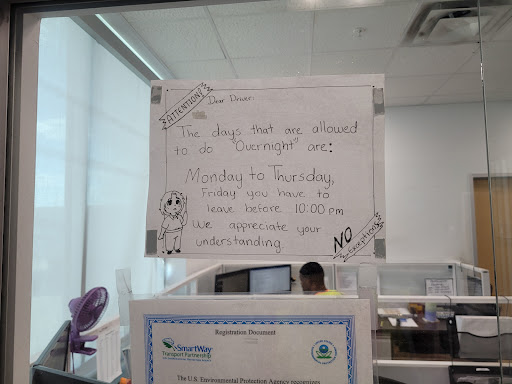 ATTENTION!
Dear Driver:
The days that are allowed
to do "Overnight" are:
Monday to Thursday,
Friday you have to
leave before 10:00 pm
We appreciate your
understanding.
NO
Exceptions
Registration Document
SmartWay
Transport Partnership
The U.S. Environmental Protection Agency recognizes